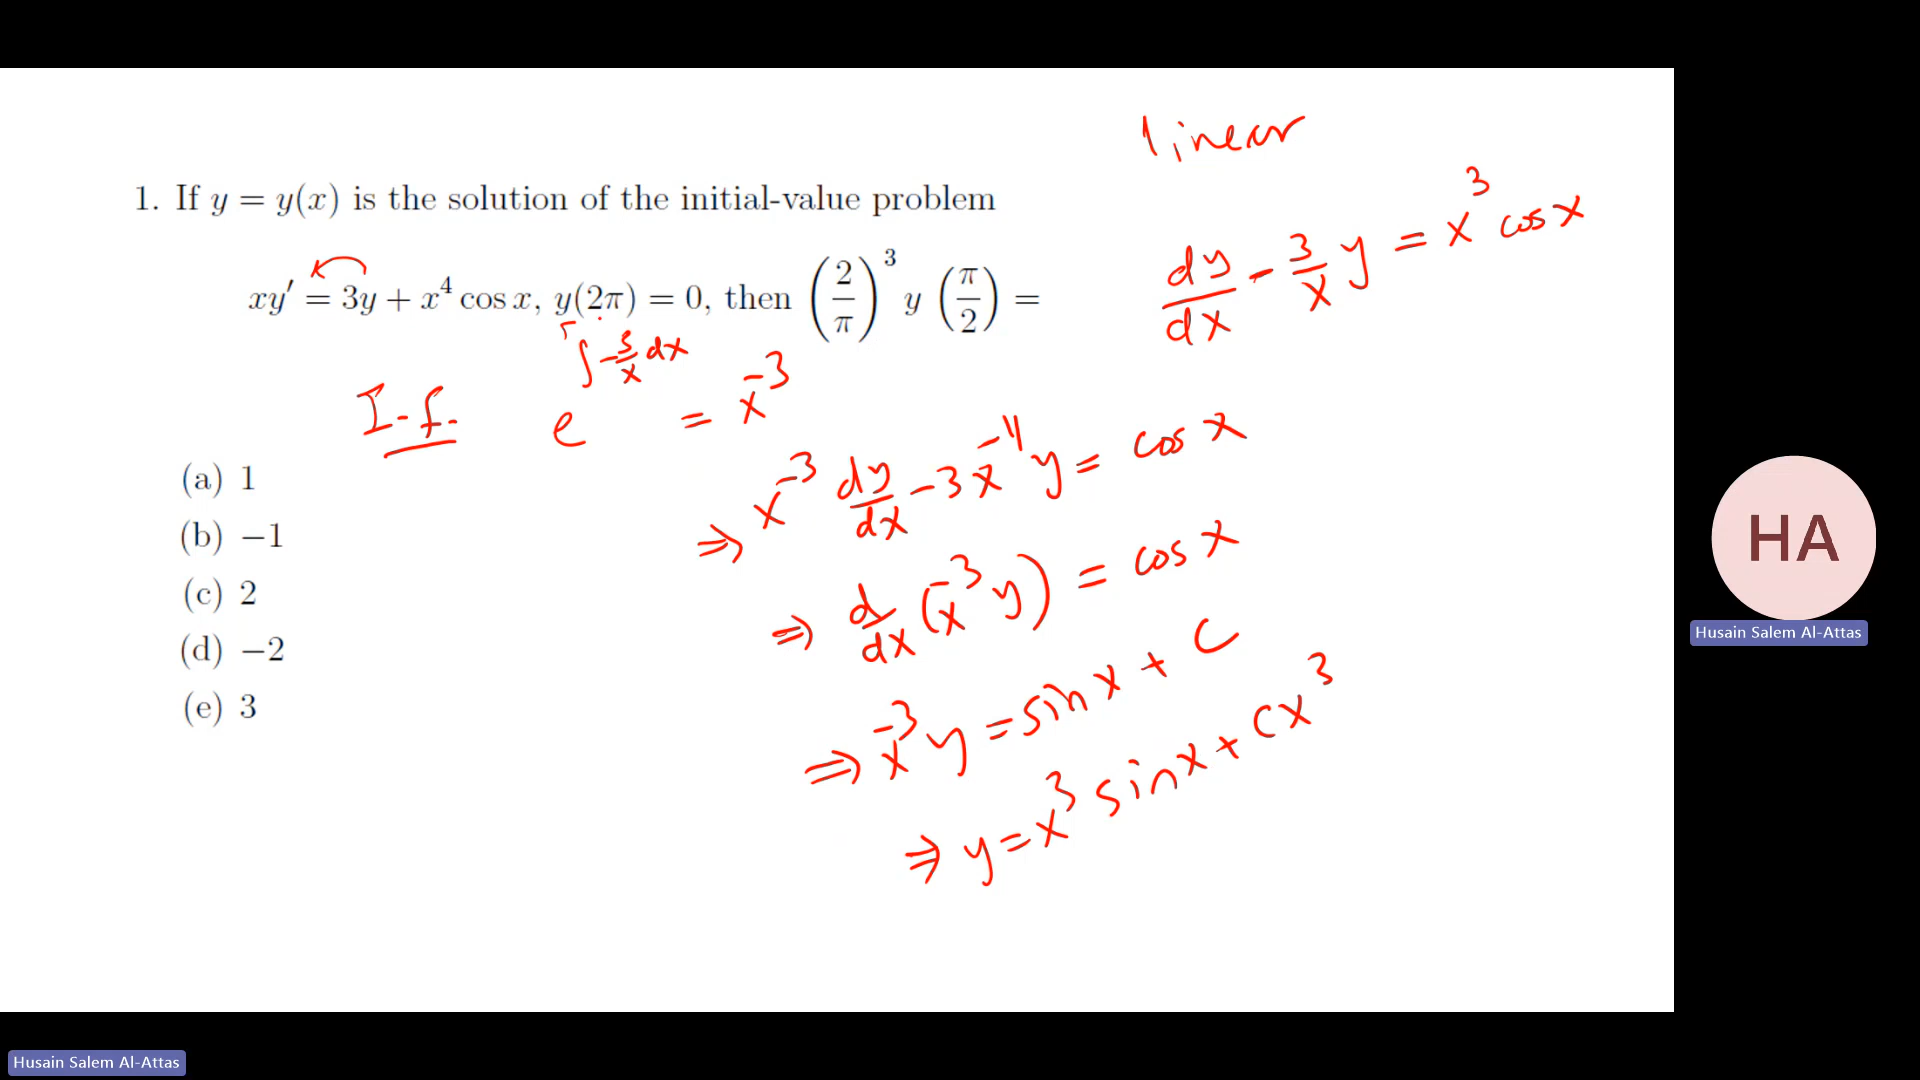 linear
1. If y = y(x) is the solution of the initial-value problem
xy′ = 3y + x⁴ cos x, y(2π) = 0, then (2/π)³ y (π/2) =
dy/dx - 3/x y = x³ cos x
I.f. e^∫-3/x dx = x⁻³
⇒ x⁻³ dy/dx - 3x⁻⁴ y = cos x
⇒ d/dx (x⁻³ y) = cos x
⇒ x⁻³ y = sin x + C
⇒ y = x³ sin x + Cx³
(a) 1
(b) −1
(c) 2
(d) −2
(e) 3
HA
Husain Salem Al-Attas
Husain Salem Al-Attas